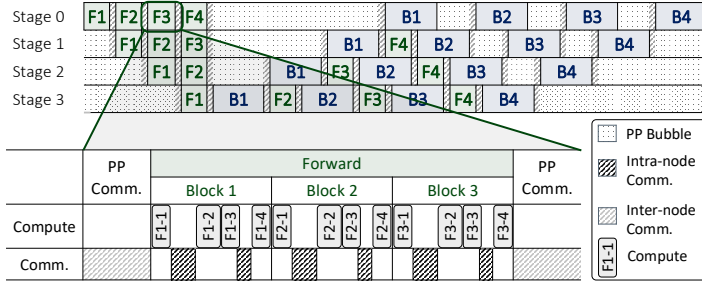 Stage 0 F1 F2 F3 F4 B1 B2 B3 B4
Stage 1 F1 F2 F3 B1 F4 B2 B3 B4
Stage 2 F1 F2 B1 F3 B2 F4 B3 B4
Stage 3 F1 B1 F2 B2 F3 B3 F4 B4
PP Comm.
Forward
PP Comm.
Block 1 Block 2 Block 3
Compute F1-1 F1-2 F1-3 F1-4 F2-1 F2-2 F2-3 F2-4 F3-1 F3-2 F3-3 F3-4
Comm.
PP Bubble
Intra-node
Comm.
Inter-node
Comm.
F1-1 Compute